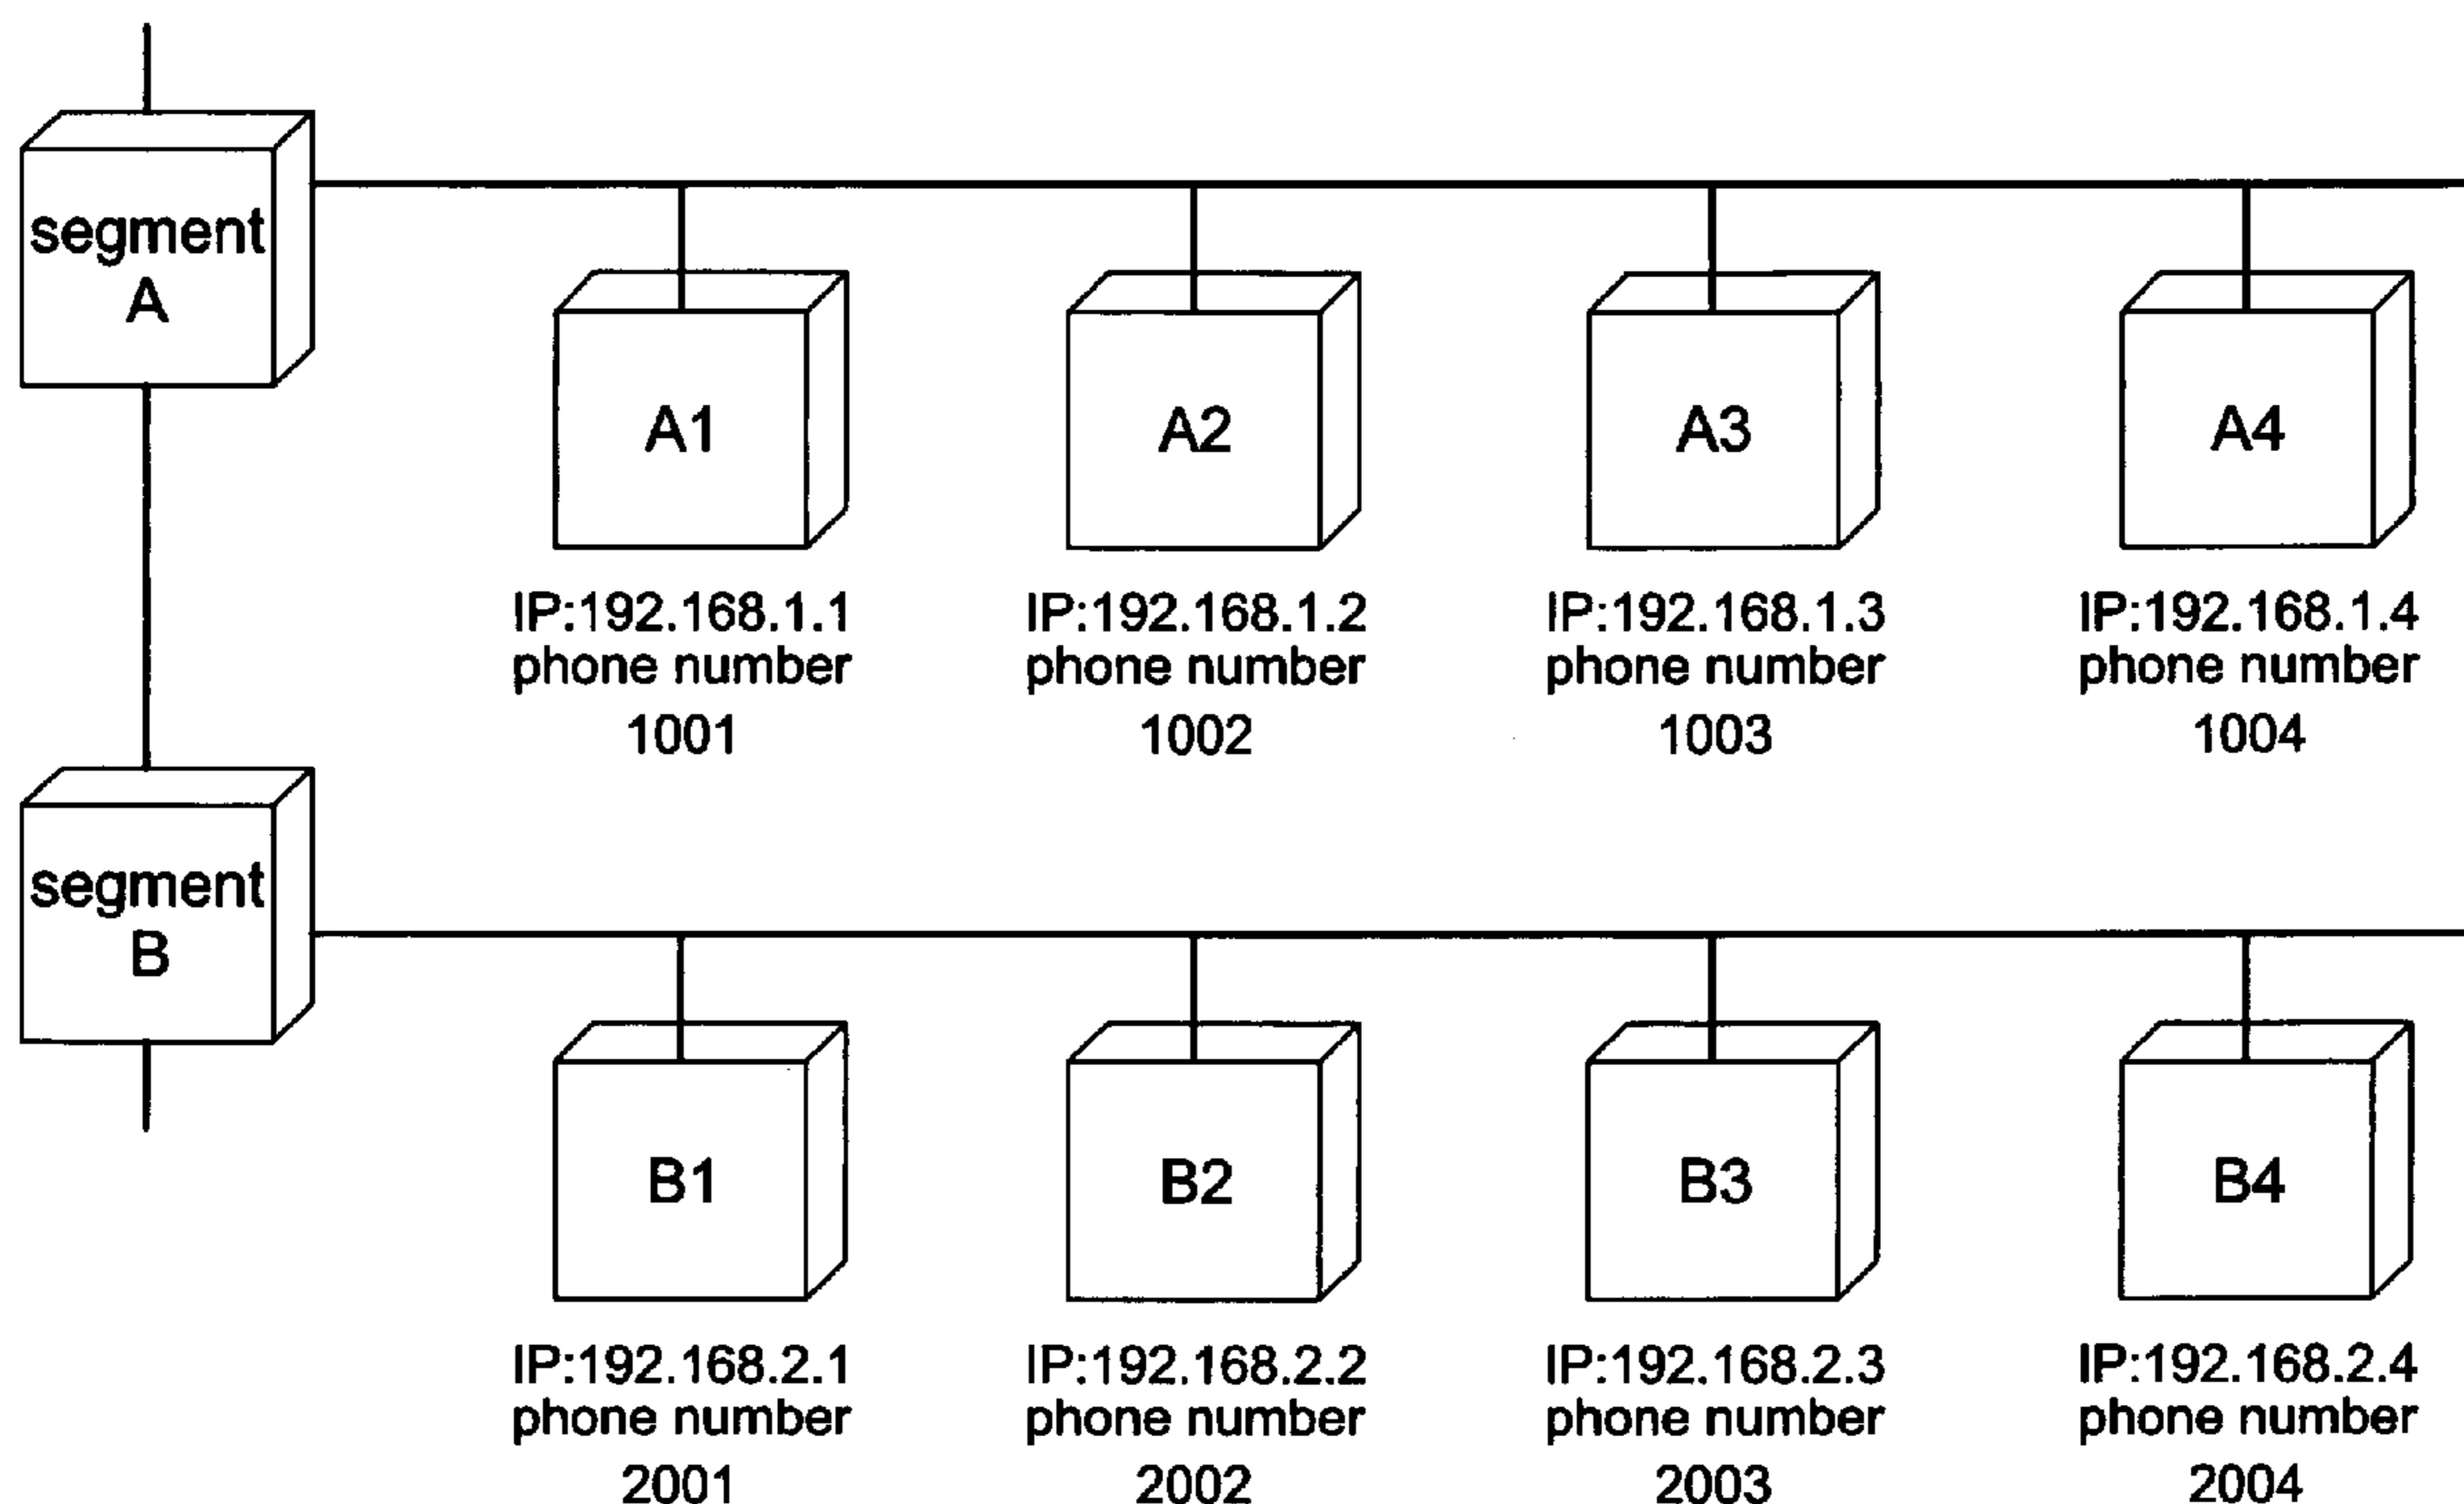 segment
A
A1
A2
A3
A4
IP:192.168.1.1
phone number
1001
IP:192.168.1.2
phone number
1002
IP:192.168.1.3
phone number
1003
IP:192.168.1.4
phone number
1004
segment
B
B1
B2
B3
B4
IP:192.168.2.1
phone number
2001
IP:192.168.2.2
phone number
2002
IP:192.168.2.3
phone number
2003
IP:192.168.2.4
phone number
2004